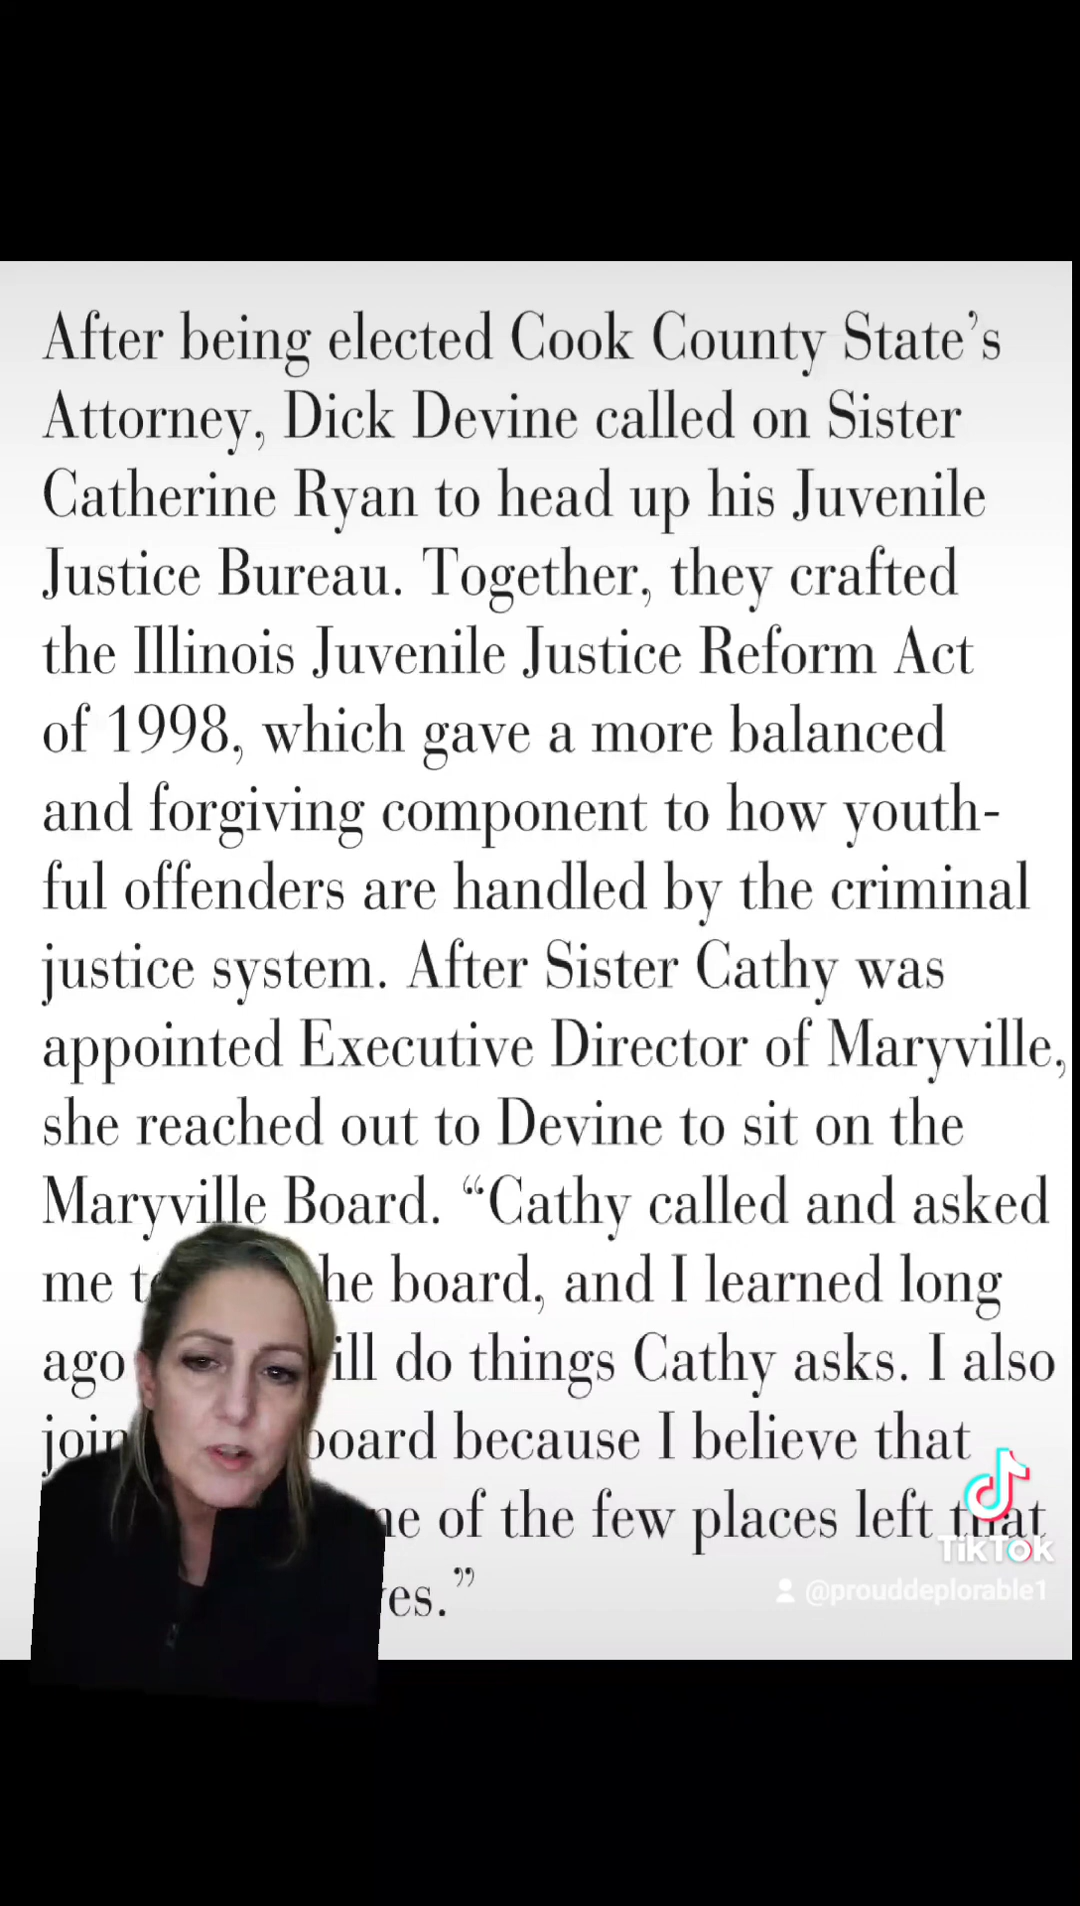 After being elected Cook County State’s
Attorney, Dick Devine called on Sister
Catherine Ryan to head up his Juvenile
Justice Bureau. Together, they crafted
the Illinois Juvenile Justice Reform Act
of 1998, which gave a more balanced
and forgiving component to how youth-
ful offenders are handled by the criminal
justice system. After Sister Cathy was
appointed Executive Director of Maryville,
she reached out to Devine to sit on the
Maryville Board. “Cathy called and asked
me he board, and I learned long
ago ill do things Cathy asks. I also
board because I believe that
of the few places left that
es.”
TikTok
@prouddeplorable1